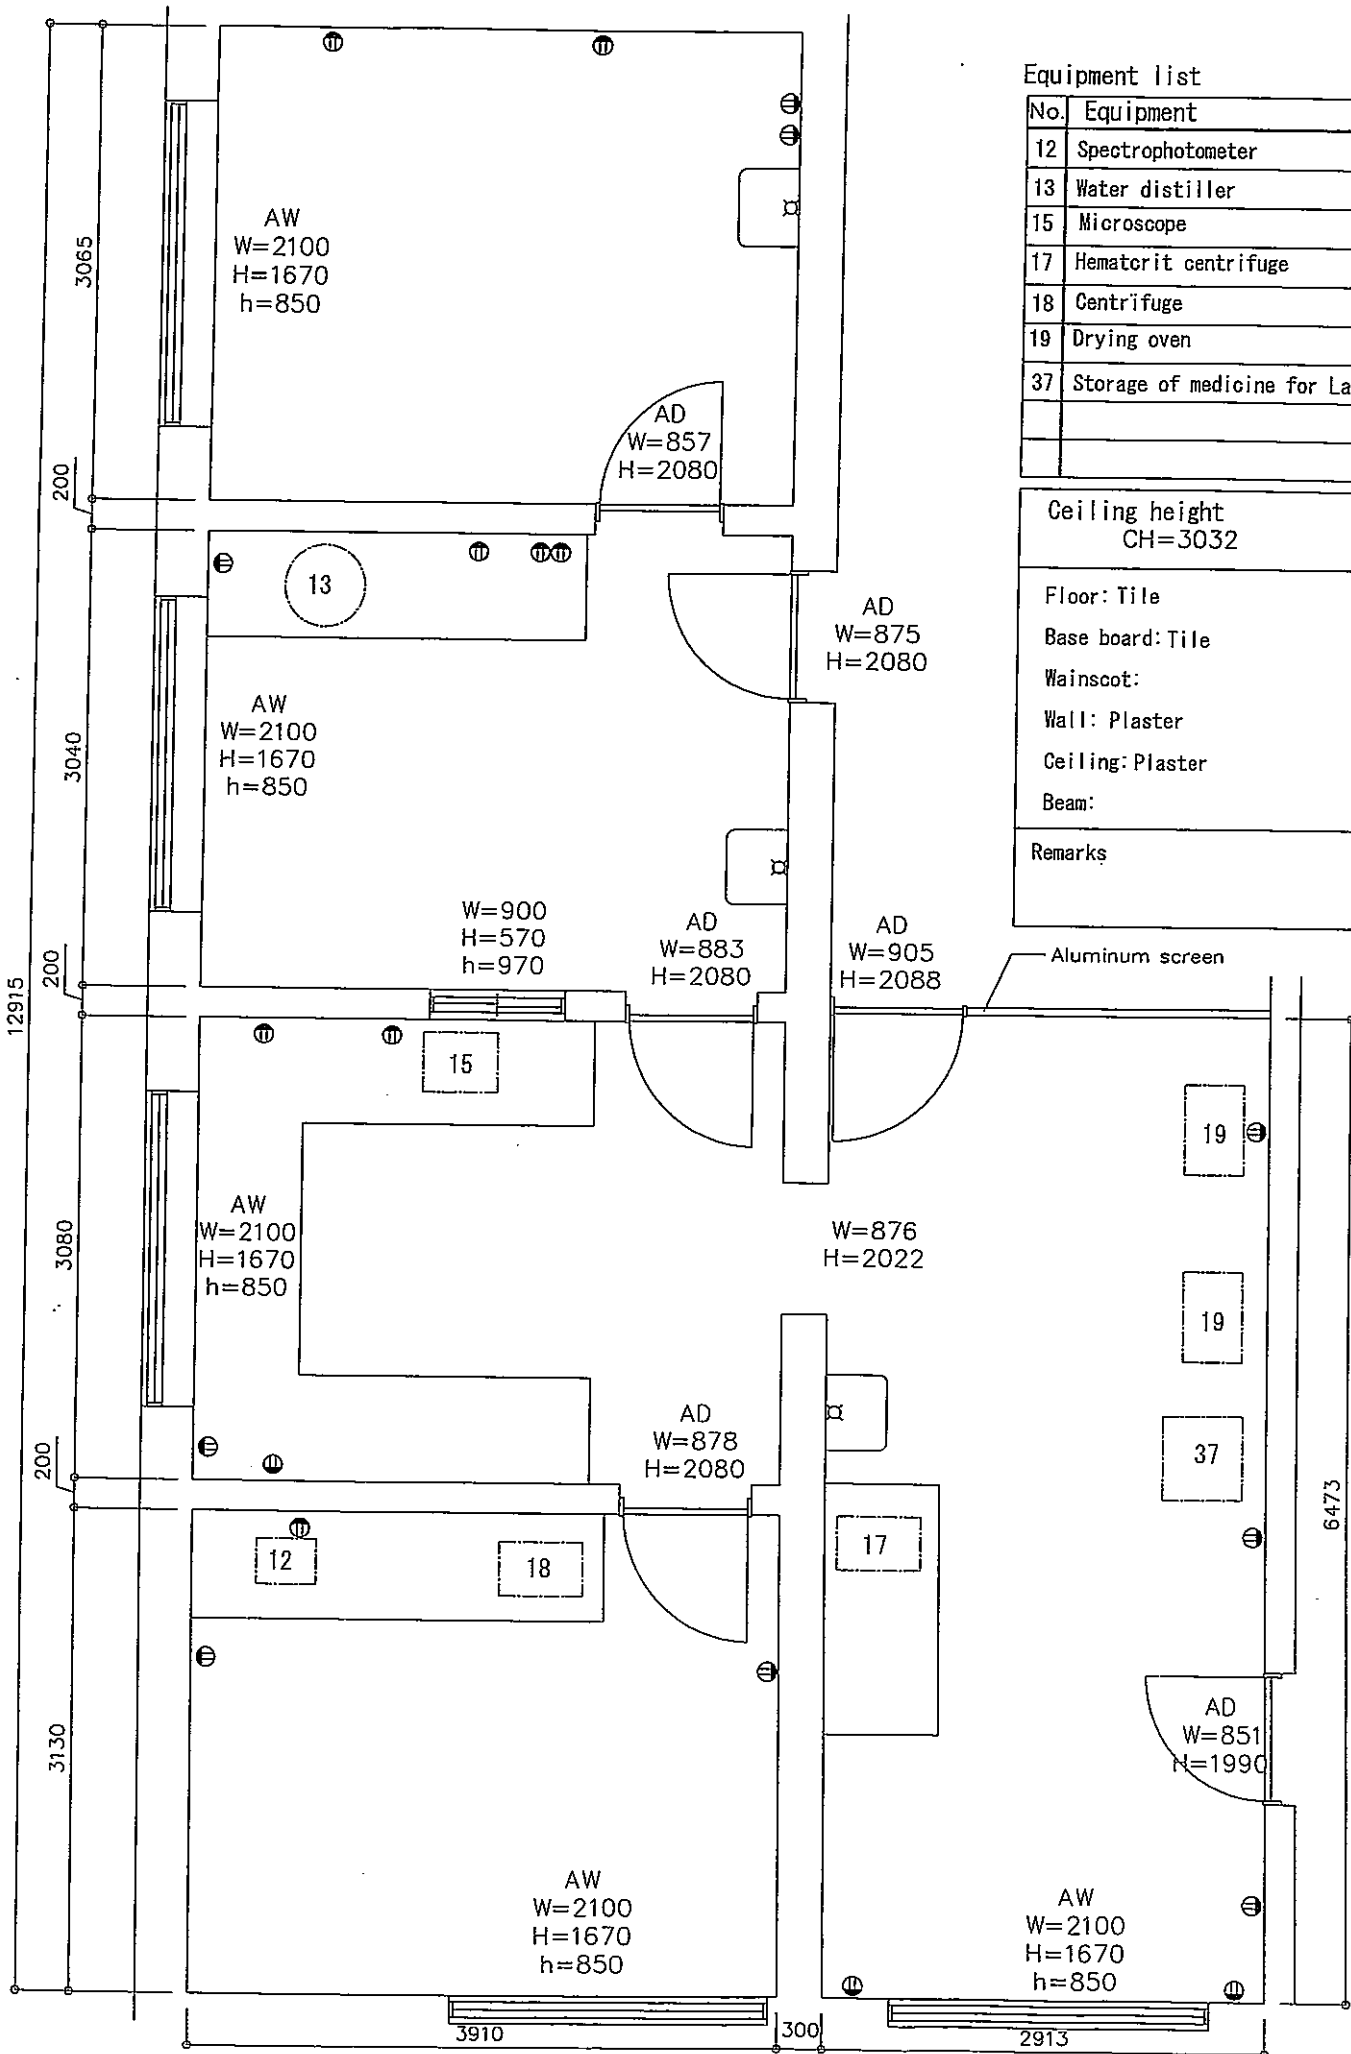 Equipment list
No. Equipment
12 Spectrophotometer
13 Water distiller
15 Microscope
17 Hematcrit centrifuge
18 Centrifuge
19 Drying oven
37 Storage of medicine for La
Ceiling height
CH=3032
Floor: Tile
Base board: Tile
Wainscot:
Wall: Plaster
Ceiling: Plaster
Beam:
Remarks
AW
W=2100
H=1670
h=850
3065
AD
W=857
H=2080
200
13
AD
W=875
H=2080
AW
W=2100
H=1670
h=850
3040
W=900
H=570
h=970
AD
W=883
H=2080
AD
W=905
H=2088
Aluminum screen
200
12915
15
19
AW
W=2100
H=1670
h=850
3080
W=876
H=2022
19
AD
W=878
H=2080
37
200
6473
12
18
17
3130
AD
W=851
H=1990
AW
W=2100
H=1670
h=850
AW
W=2100
H=1670
h=850
3910
300
2913